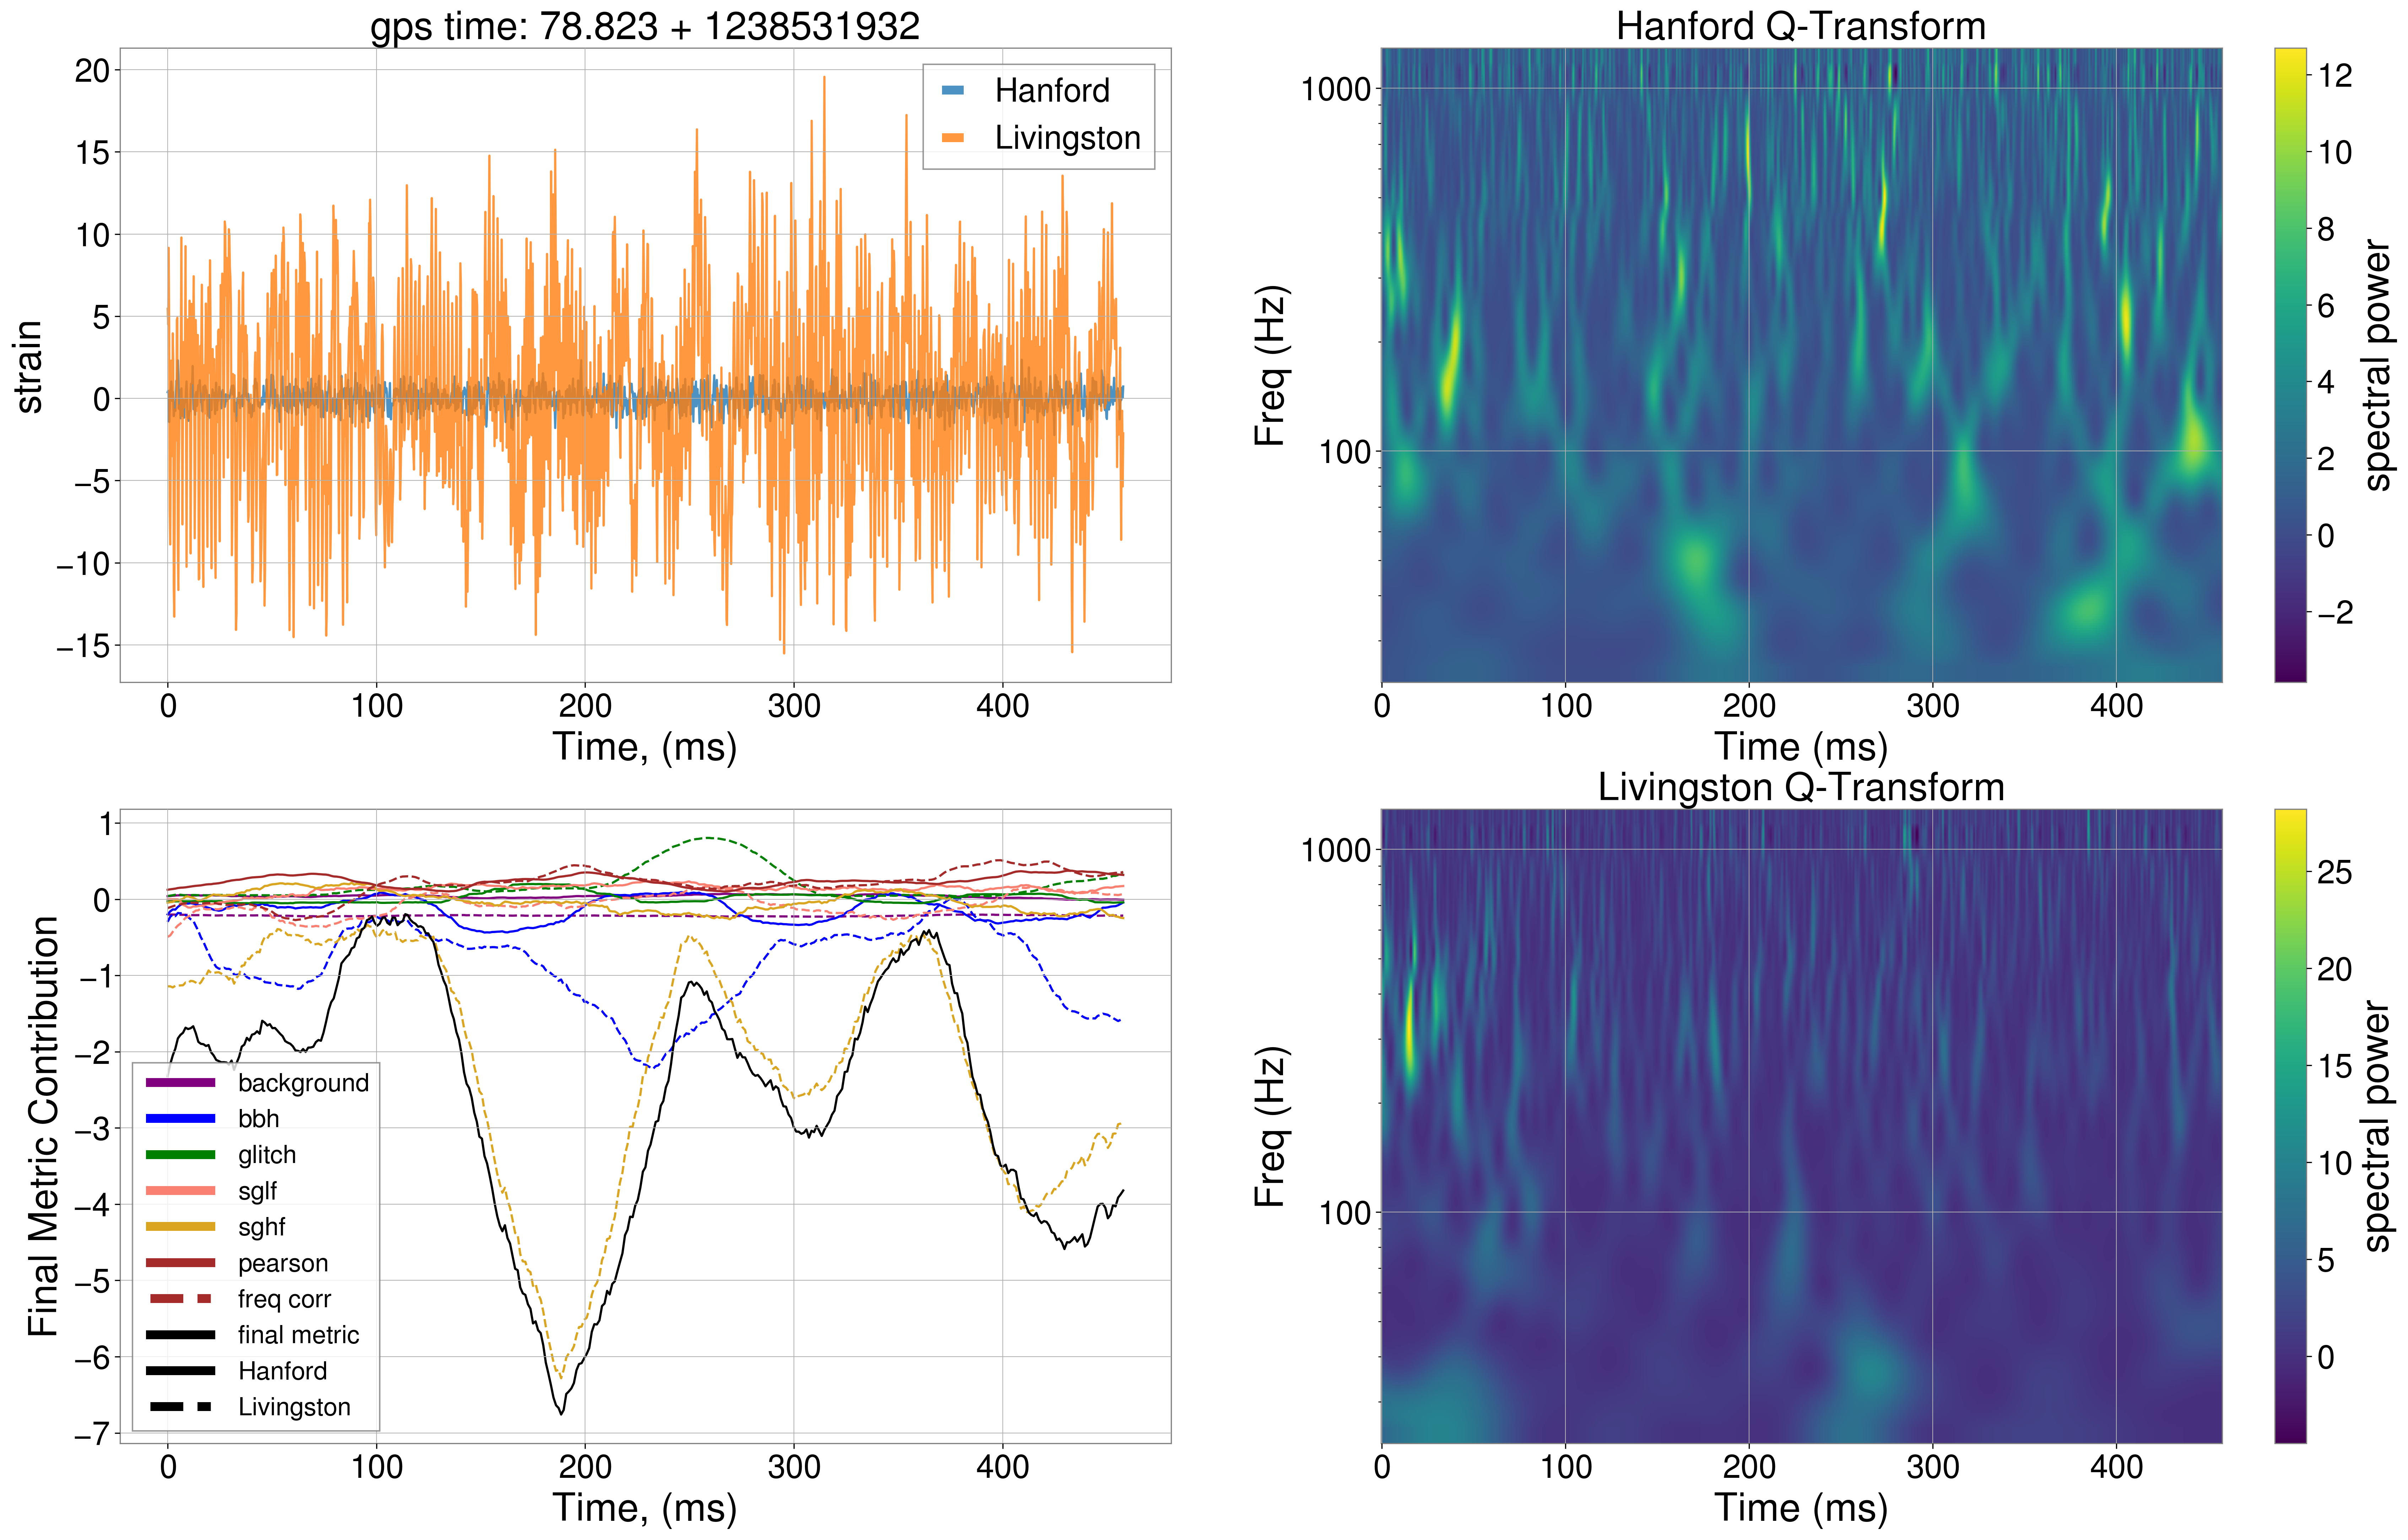 gps time: 78.823 + 1238531932
20
15
10
5
0
−5
−10
−15
strain
Hanford
Livingston
0 100 200 300 400
Time, (ms)
Hanford Q-Transform
1000
100
Freq (Hz)
0 100 200 300 400
Time (ms)
12
10
8
6
4
2
0
−2
spectral power
1
0
−1
−2
−3
−4
−5
−6
−7
Final Metric Contribution
background
bbh
glitch
sglf
sghf
pearson
freq corr
final metric
Hanford
Livingston
0 100 200 300 400
Time, (ms)
Livingston Q-Transform
1000
100
Freq (Hz)
0 100 200 300 400
Time (ms)
25
20
15
10
5
0
spectral power